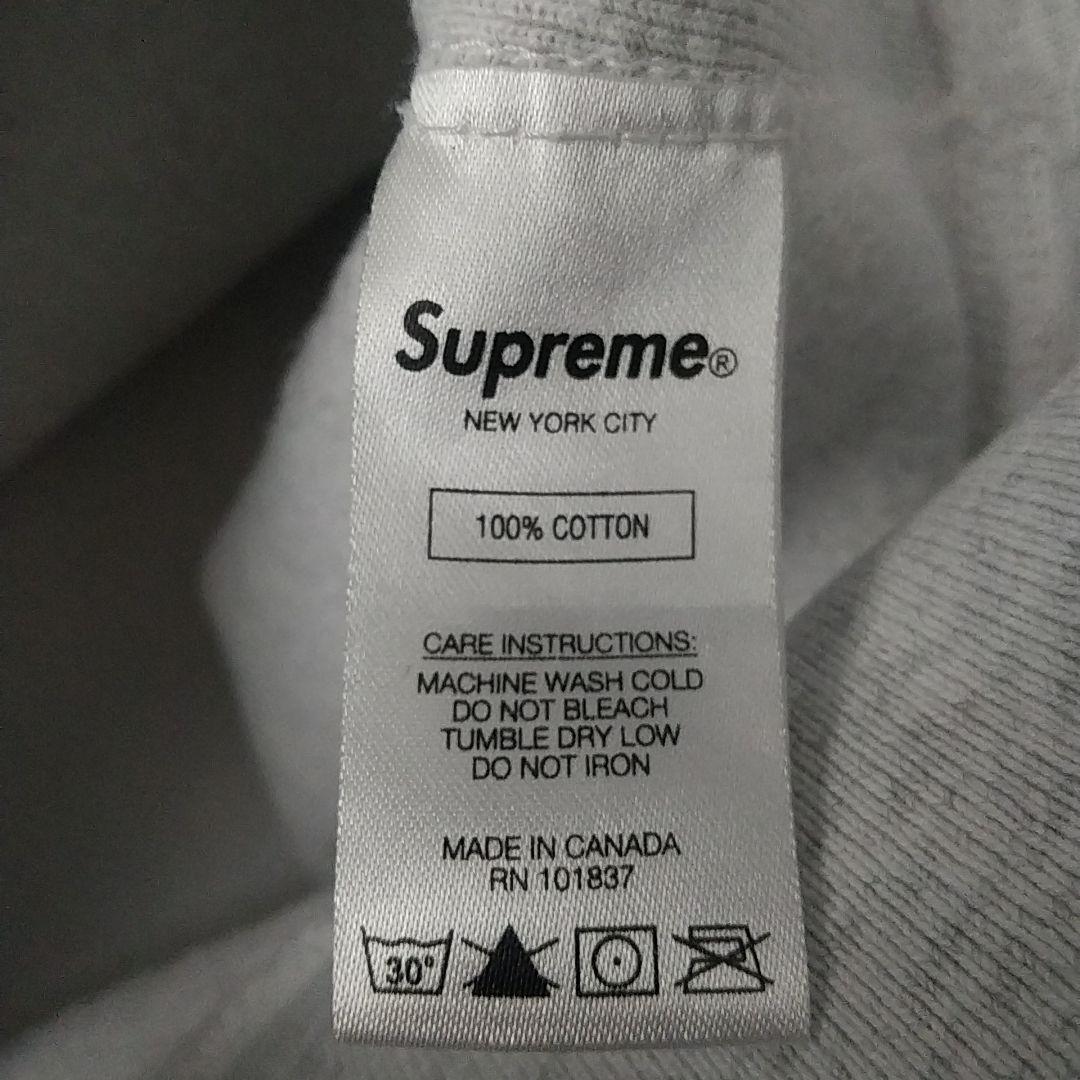 Supreme®
NEW YORK CITY
100% COTTON
CARE INSTRUCTIONS:
MACHINE WASH COLD
DO NOT BLEACH
TUMBLE DRY LOW
DO NOT IRON
MADE IN CANADA
RN 101837
30°